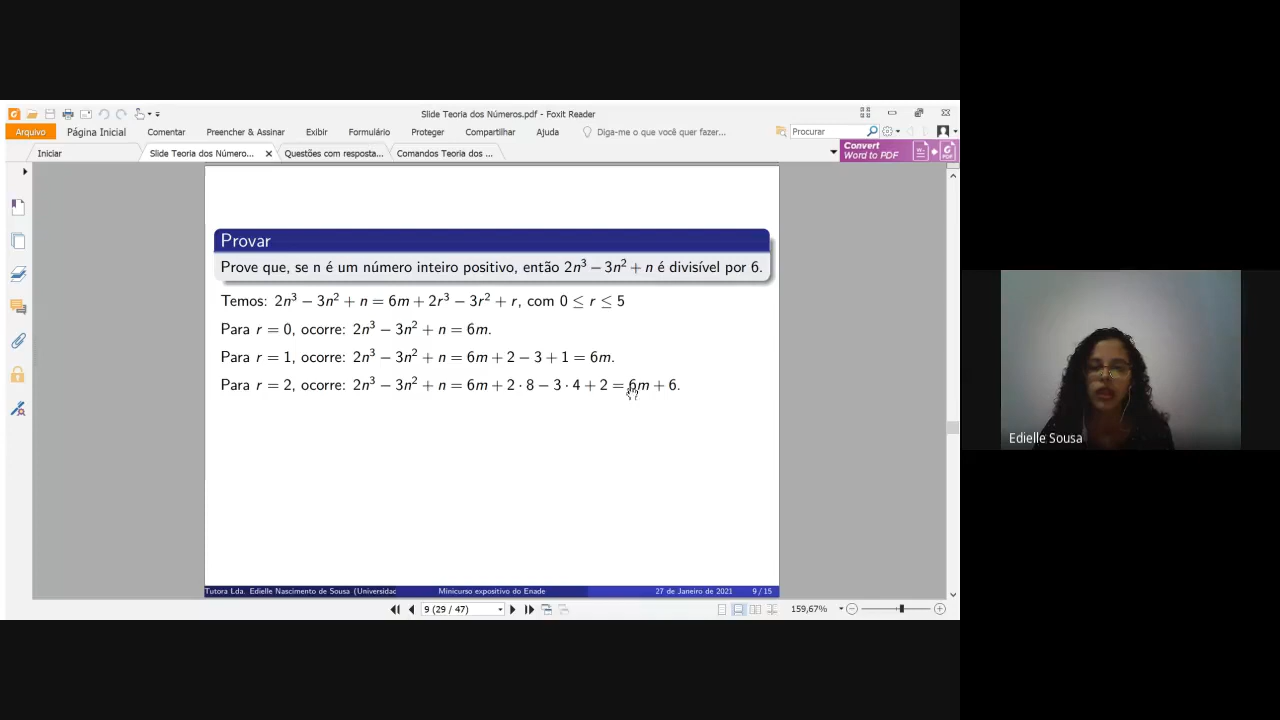 Slide Teoria dos Números.pdf - Foxit Reader
Arquivo Página Inicial Comentar Preencher & Assinar Exibir Formulário Proteger Compartilhar Ajuda Diga-me o que você quer fazer... Procurar
Iniciar Slide Teoria dos Número... Questões com resposta... Comandos Teoria dos ... Convert Word to PDF
Provar
Prove que, se n é um número inteiro positivo, então 2n³ − 3n² + n é divisível por 6.
Temos: 2n³ − 3n² + n = 6m + 2r³ − 3r² + r, com 0 ≤ r ≤ 5
Para r = 0, ocorre: 2n³ − 3n² + n = 6m.
Para r = 1, ocorre: 2n³ − 3n² + n = 6m + 2 − 3 + 1 = 6m.
Para r = 2, ocorre: 2n³ − 3n² + n = 6m + 2 · 8 − 3 · 4 + 2 = 6m + 6.
Edielle Sousa
Tutora Lda. Edielle Nascimento de Sousa (Universidac Minicurso expositivo do Enade 27 de Janeiro de 2021 9 / 15
9 (29 / 47) 159,67%